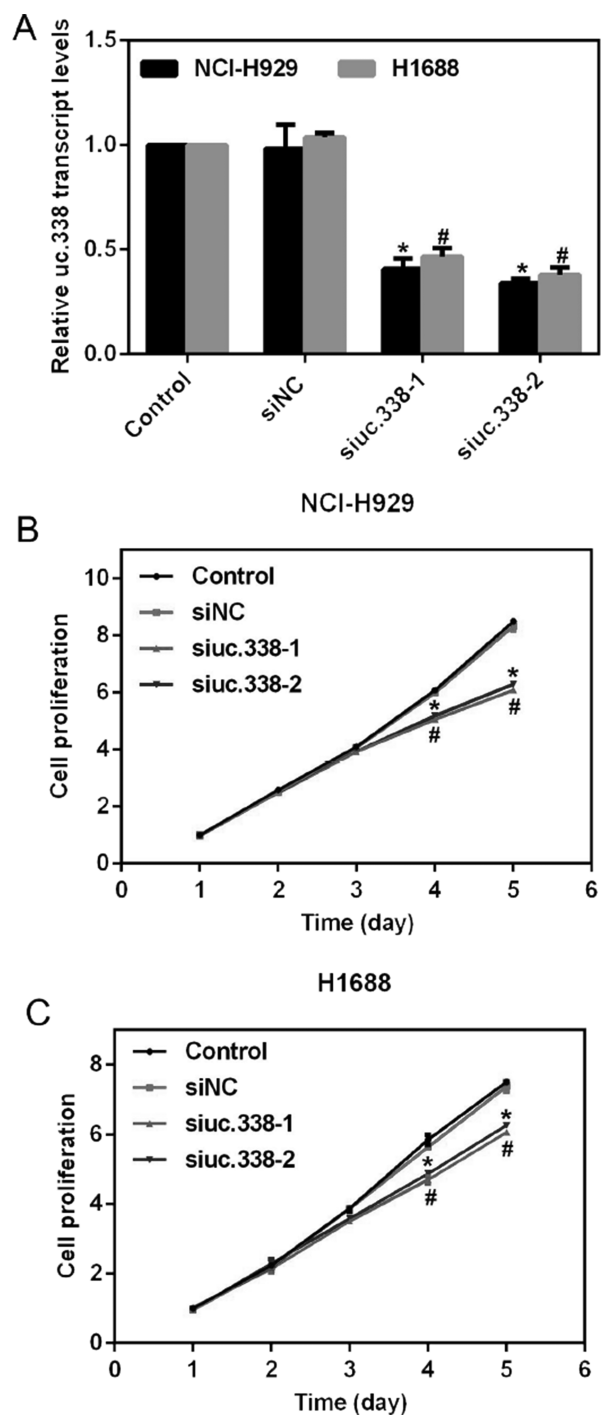 A
Relative uc.338 transcript levels
1.5
1.0
0.5
0.0
NCI-H929
H1688
*
#
*
#
Control
siNC
siuc.338-1
siuc.338-2
NCI-H929
B
Cell proliferation
10
8
6
4
2
0
Control
siNC
siuc.338-1
siuc.338-2
*
#
*
#
0 1 2 3 4 5 6
Time (day)
H1688
C
Cell proliferation
8
6
4
2
0
Control
siNC
siuc.338-1
siuc.338-2
*
#
*
#
0 1 2 3 4 5 6
Time (day)